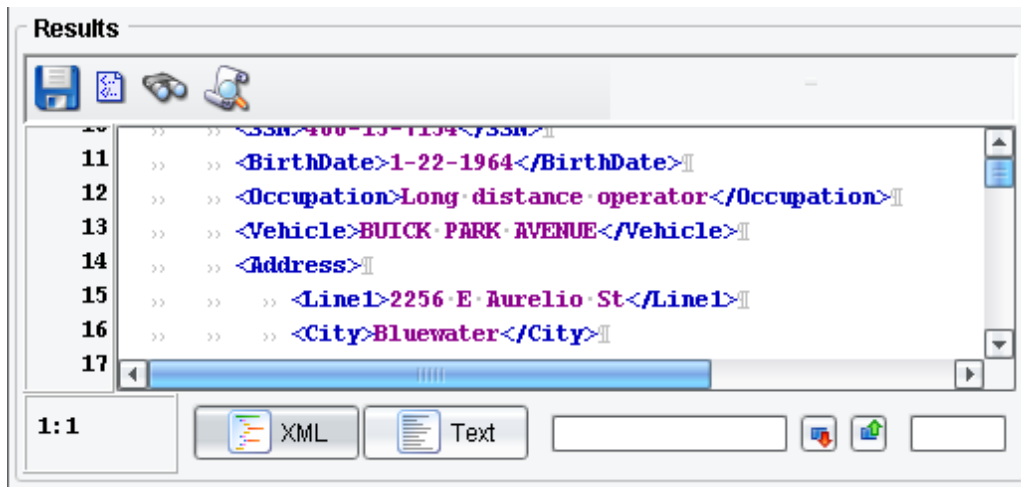 Results
11 <BirthDate>1-22-1964</BirthDate>
12 <Occupation>Long distance operator</Occupation>
13 <Vehicle>BUICK PARK AVENUE</Vehicle>
14 <Address>
15 <Line1>2256 E Aurelio St</Line1>
16 <City>Bluewater</City>
17
1:1 XML Text